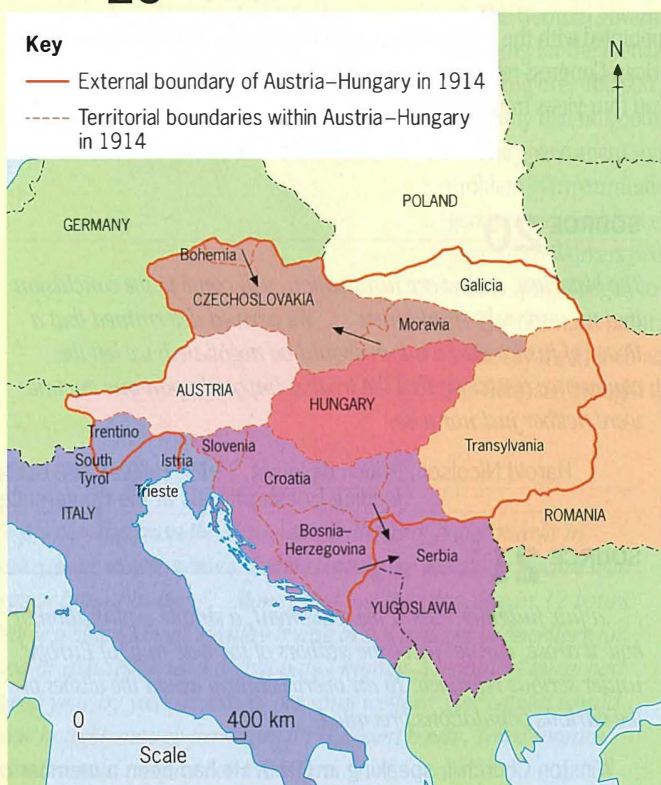 Key
N
External boundary of Austria–Hungary in 1914
Territorial boundaries within Austria–Hungary
in 1914
POLAND
GERMANY
Bohemia
Galicia
CZECHOSLOVAKIA
Moravia
AUSTRIA
HUNGARY
Trentino
Slovenia
Transylvania
South
Tyrol
Istria
Croatia
Trieste
ITALY
ROMANIA
Bosnia–
Herzegovina
Serbia
YUGOSLAVIA
0
400 km
Scale